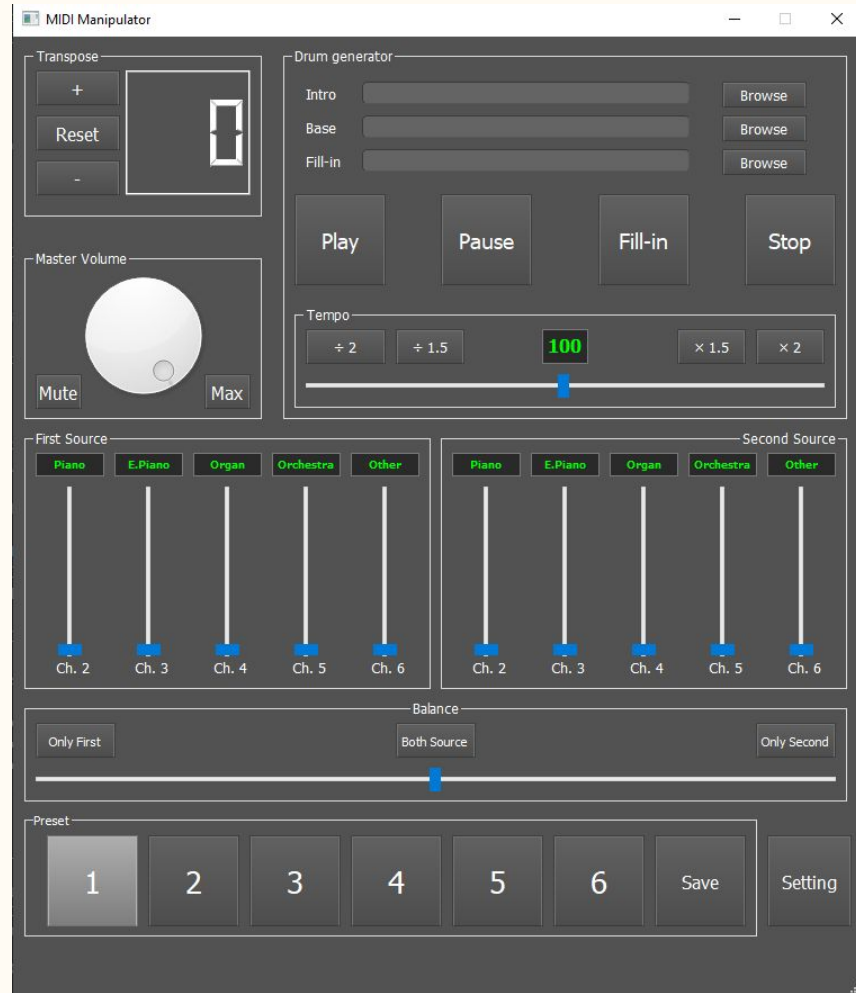 MIDI Manipulator
Transpose
+
Reset
-
0
Drum generator
Intro
Browse
Base
Browse
Fill-in
Browse
Play Pause Fill-in Stop
Master Volume
Mute Max
Tempo
÷ 2 ÷ 1.5 100 × 1.5 × 2
First Source
Piano E.Piano Organ Orchestra Other
Ch. 2 Ch. 3 Ch. 4 Ch. 5 Ch. 6
Second Source
Piano E.Piano Organ Orchestra Other
Ch. 2 Ch. 3 Ch. 4 Ch. 5 Ch. 6
Balance
Only First Both Source Only Second
Preset
1 2 3 4 5 6 Save Setting